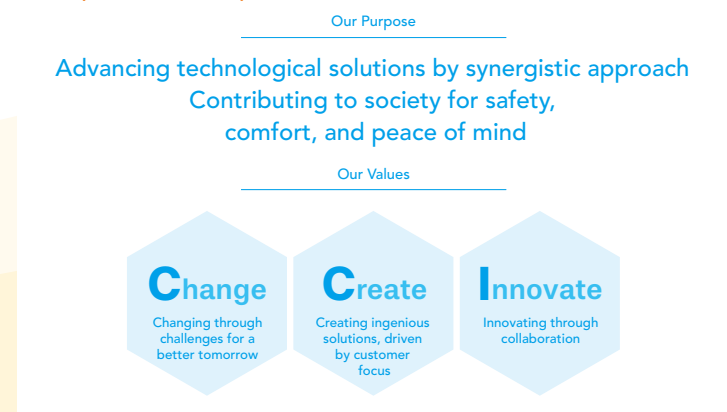 Our Purpose
Advancing technological solutions by synergistic approach
Contributing to society for safety,
comfort, and peace of mind
Our Values
Change
Changing through
challenges for a
better tomorrow
Create
Creating ingenious
solutions, driven
by customer
focus
Innovate
Innovating through
collaboration